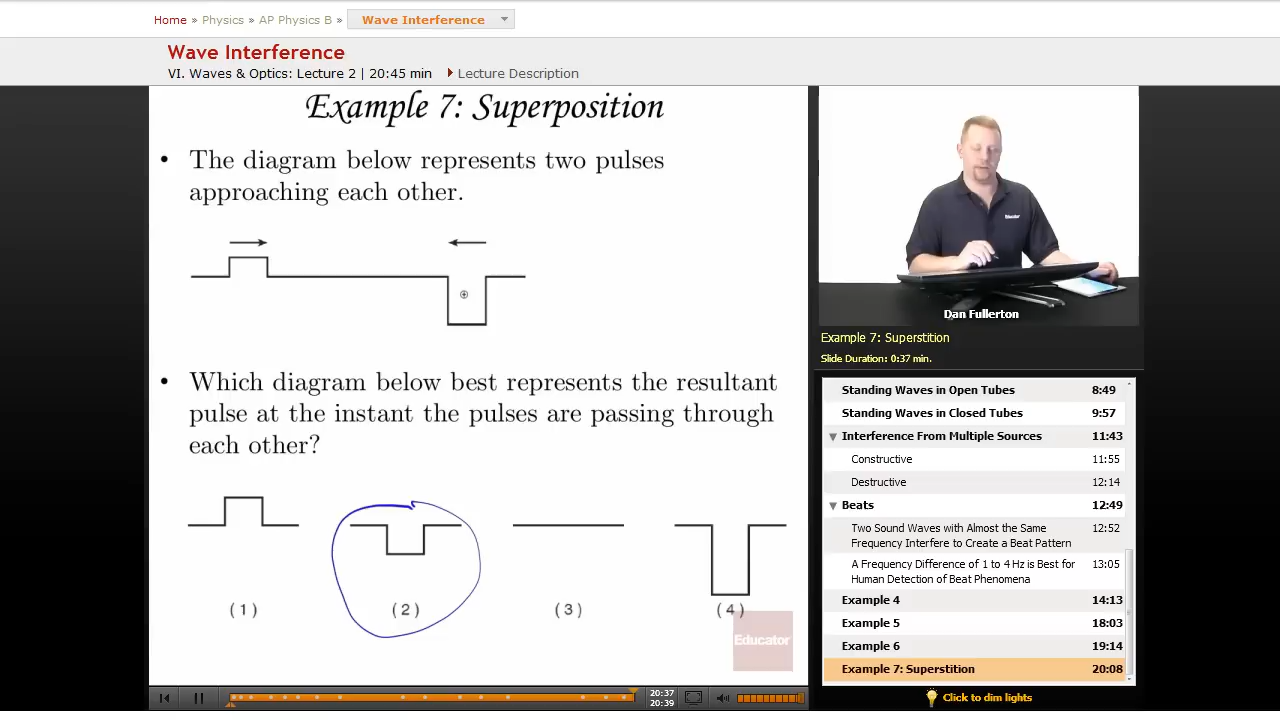 Home » Physics » AP Physics B » Wave Interference
Wave Interference
VI. Waves & Optics: Lecture 2 | 20:45 min Lecture Description
Example 7: Superposition
• The diagram below represents two pulses
approaching each other.
• Which diagram below best represents the resultant
pulse at the instant the pulses are passing through
each other?
(1) (2) (3) (4)
Educator
Educator
Dan Fullerton
Example 7: Superstition
Slide Duration: 0:37 min.
Standing Waves in Open Tubes 8:49
Standing Waves in Closed Tubes 9:57
Interference From Multiple Sources 11:43
Constructive 11:55
Destructive 12:14
Beats 12:49
Two Sound Waves with Almost the Same 12:52
Frequency Interfere to Create a Beat Pattern
A Frequency Difference of 1 to 4 Hz is Best for 13:05
Human Detection of Beat Phenomena
Example 4 14:13
Example 5 18:03
Example 6 19:14
Example 7: Superstition 20:08
20:37
20:39
Click to dim lights